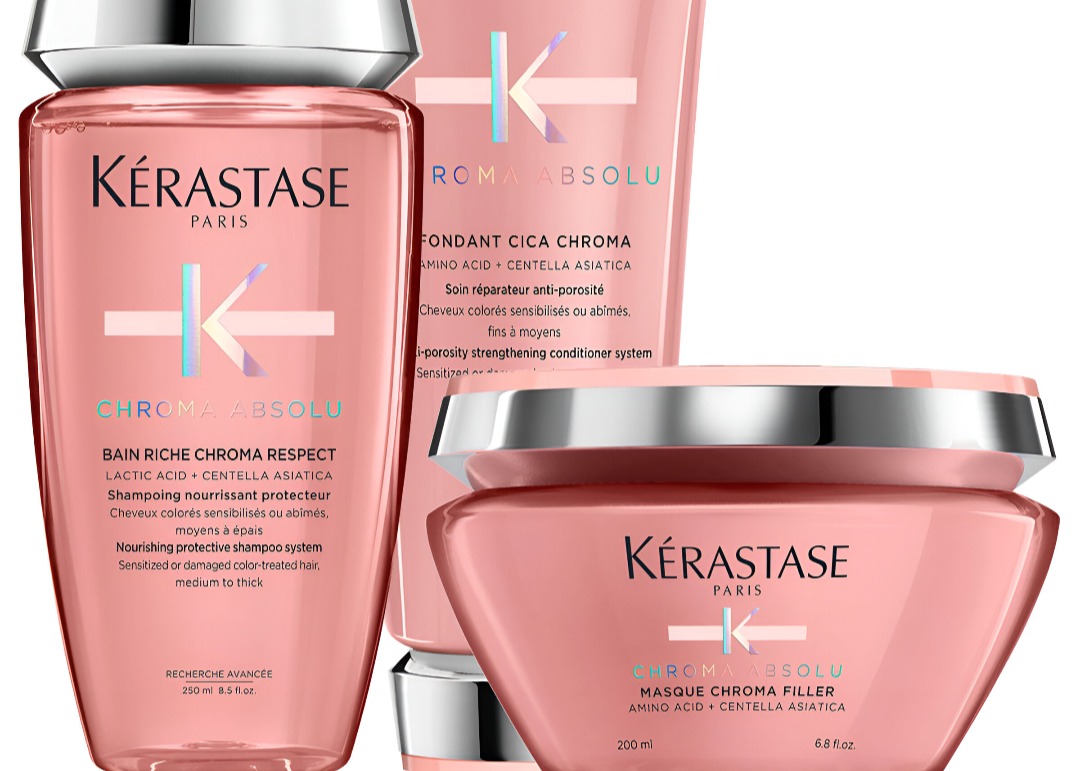 KÉRASTASE
PARIS
K
CHROMA ABSOLU
BAIN RICHE CHROMA RESPECT
LACTIC ACID + CENTELLA ASIATICA
Shampoing nourrissant protecteur
Cheveux colorés sensibilisés ou abîmés,
moyens à épais
Nourishing protective shampoo system
Sensitized or damaged color-treated hair,
medium to thick
RECHERCHE AVANCÉE
250 ml 8.5 fl.oz.
K
ROMA ABSOLU
FONDANT CICA CHROMA
AMINO ACID + CENTELLA ASIATICA
Soin réparateur anti-porosité
Cheveux colorés sensibilisés ou abîmés,
fins à moyens
i-porosity strengthening conditioner system
Sensitized or
KÉRASTASE
PARIS
K
CHROMA ABSOLU
MASQUE CHROMA FILLER
AMINO ACID + CENTELLA ASIATICA
200 ml 6.8 fl.oz.